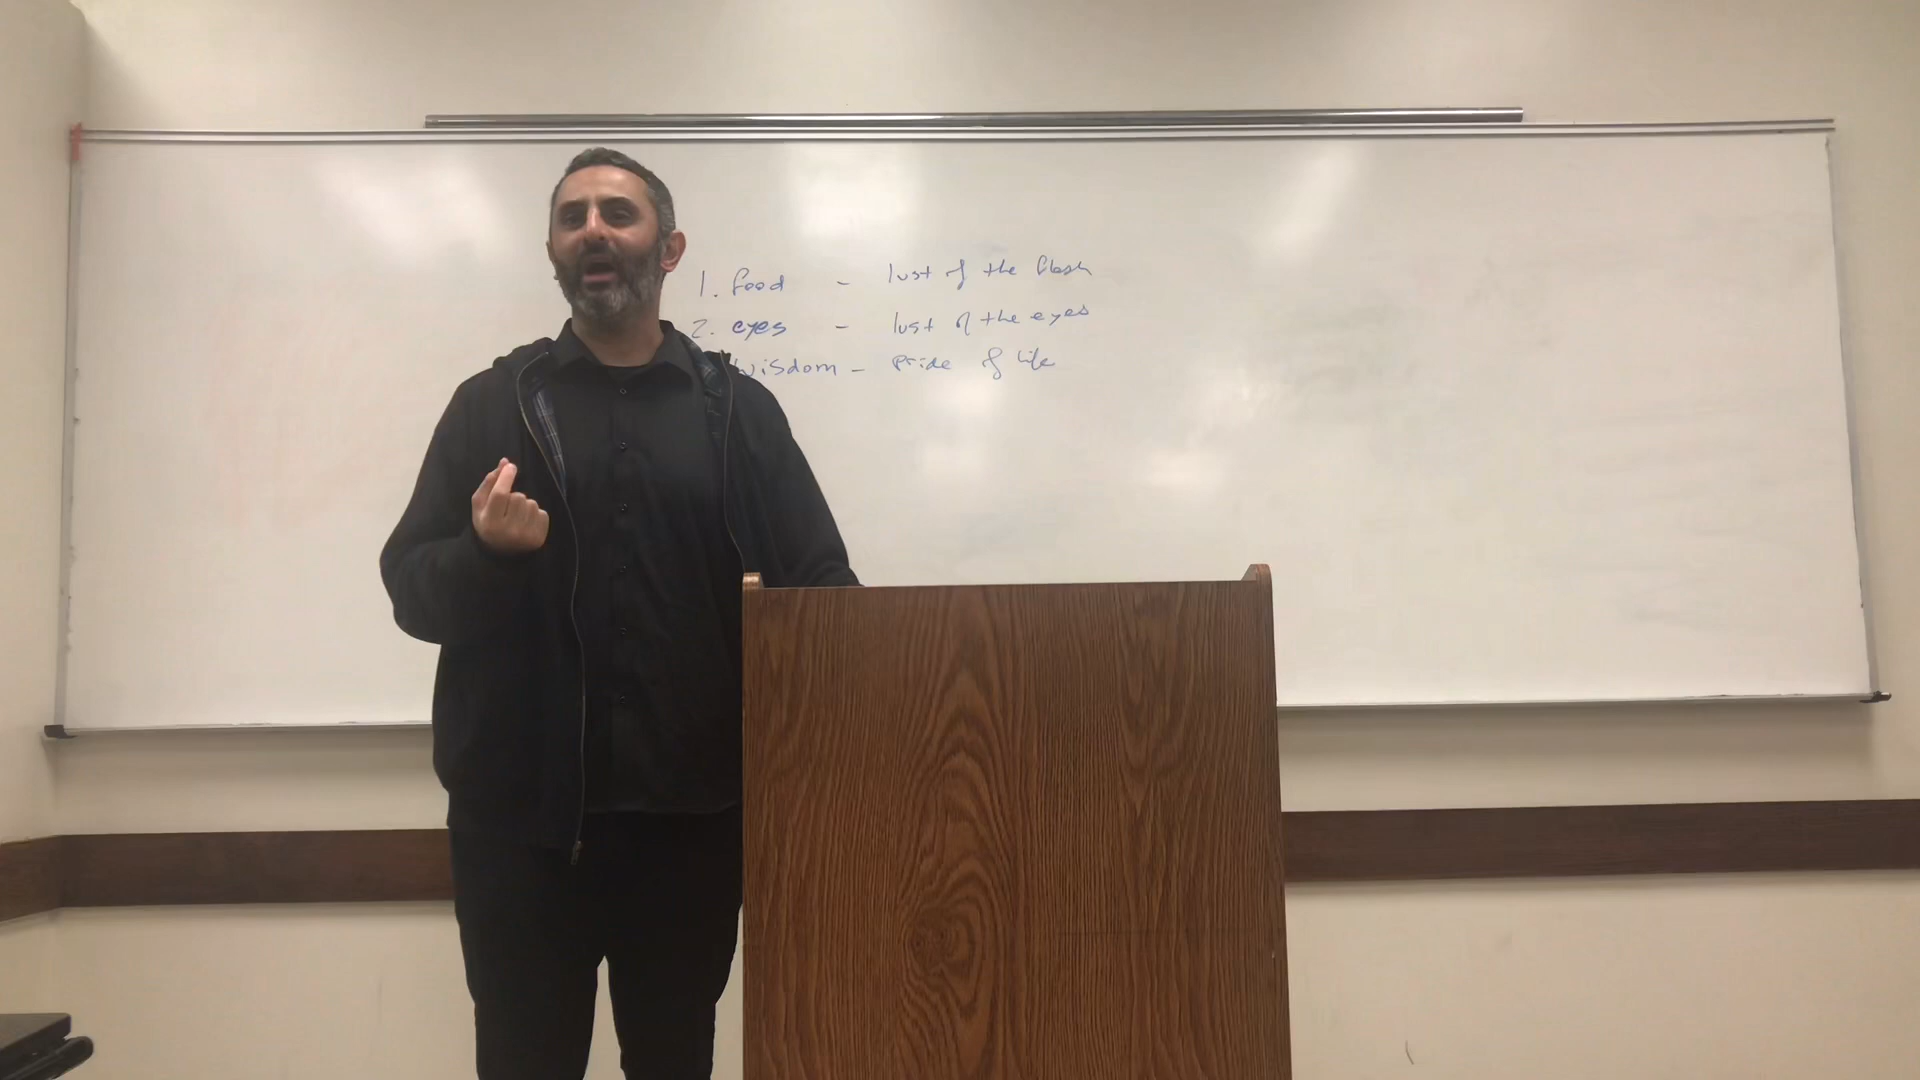 1. food - lust of the flesh
2. eyes - lust of the eyes
wisdom - Pride of life